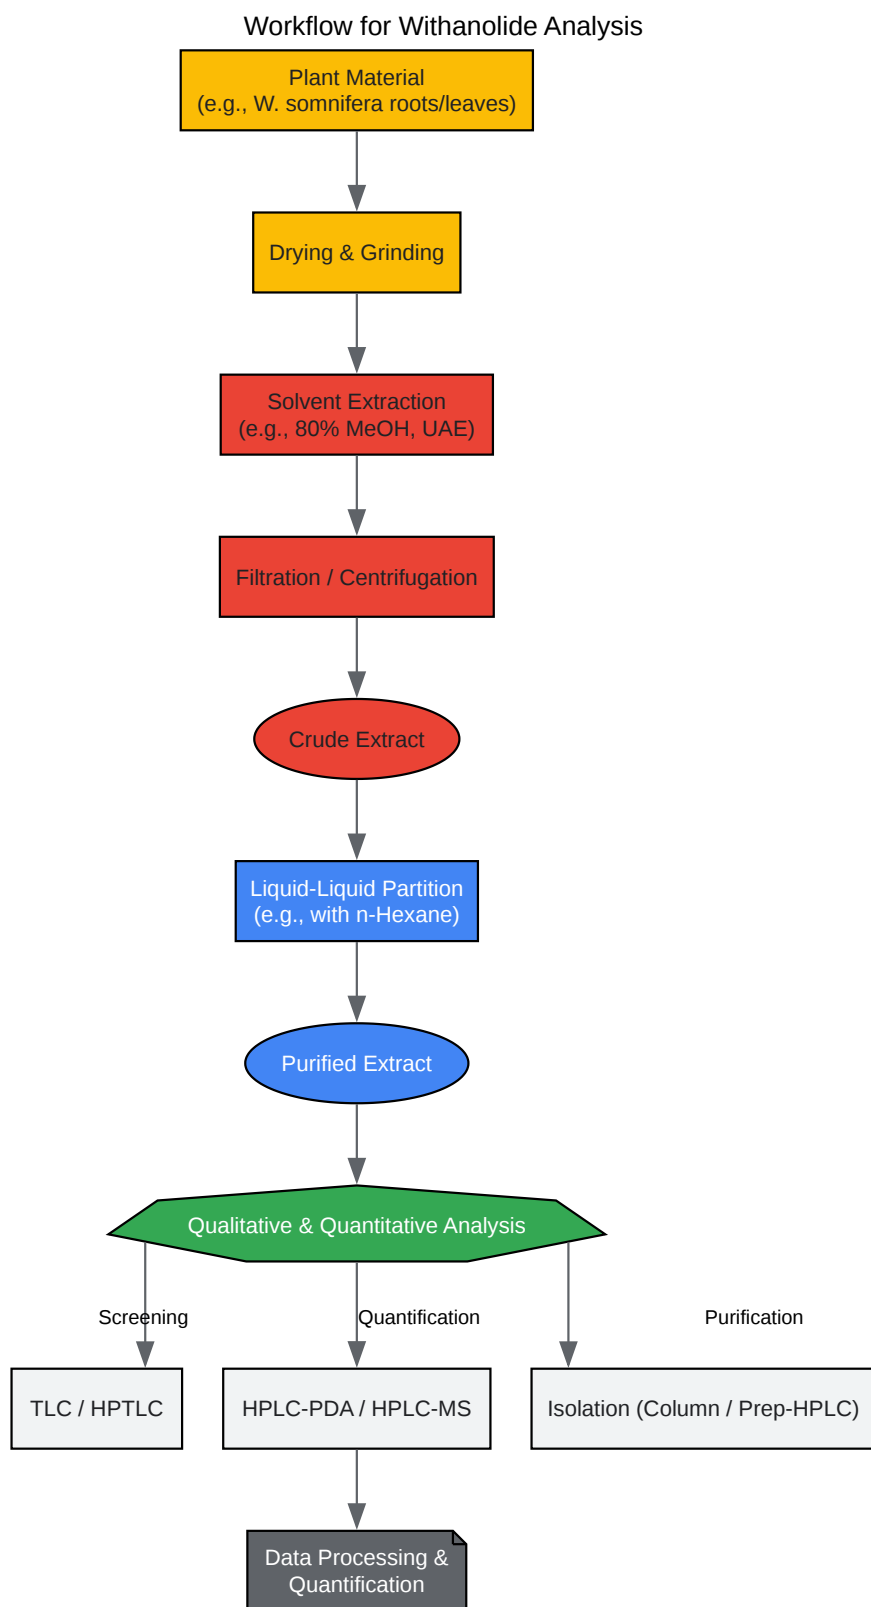 Workflow for Withanolide Analysis
Plant Material
(e.g., W. somnifera roots/leaves)
Drying & Grinding
Solvent Extraction
(e.g., 80% MeOH, UAE)
Filtration / Centrifugation
Crude Extract
Liquid-Liquid Partition
(e.g., with n-Hexane)
Purified Extract
Qualitative & Quantitative Analysis
Screening
Quantification
Purification
TLC / HPTLC
HPLC-PDA / HPLC-MS
Isolation (Column / Prep-HPLC)
Data Processing &
Quantification